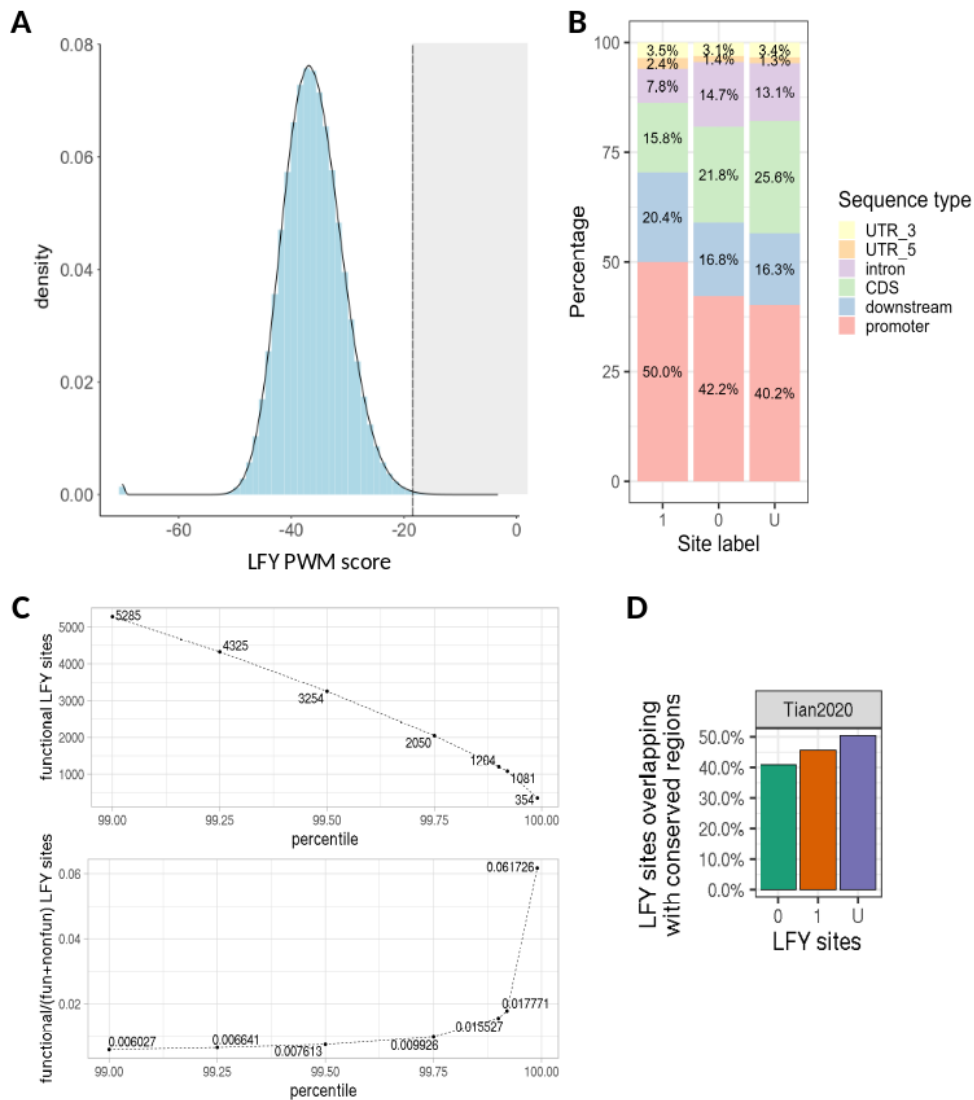 A
0.08
0.06
0.04
0.02
0.00
density
-60
-40
-20
0
LFY PWM score
B
100
75
50
25
0
Percentage
3.5%
3.1%
3.4%
2.4%
1.4%
1.3%
7.8%
14.7%
13.1%
15.8%
21.8%
25.6%
20.4%
16.8%
16.3%
50.0%
42.2%
40.2%
1
0
U
Site label
Sequence type
UTR_3
UTR_5
intron
CDS
downstream
promoter
C
functional LFY sites
5000
4000
3000
2000
1000
5285
4325
3254
2050
1204
1081
354
99.00
99.25
99.50
99.75
100.00
percentile
functional/(fun+nonfun) LFY sites
0.06
0.04
0.02
0.006027
0.006641
0.007613
0.009926
0.015527
0.017771
0.061726
99.00
99.25
99.50
99.75
100.00
percentile
D
Tian2020
LFY sites overlapping
with conserved regions
50.0%
40.0%
30.0%
20.0%
10.0%
0.0%
0
1
U
LFY sites